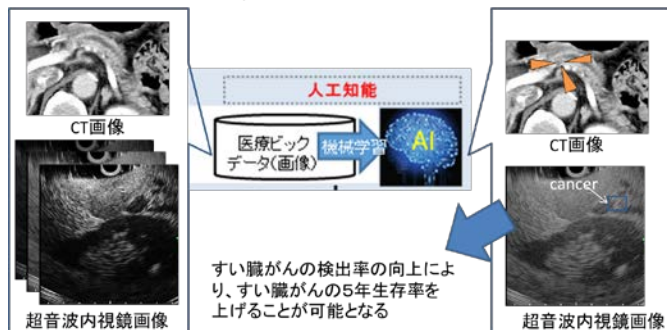 CT画像
超音波内視鏡画像
人工知能
医療ビック
データ(画像)
機械学習
AI
CT画像
cancer
超音波内視鏡画像
すい臓がんの検出率の向上によ
り、すい臓がんの5年生存率を
上げることが可能となる